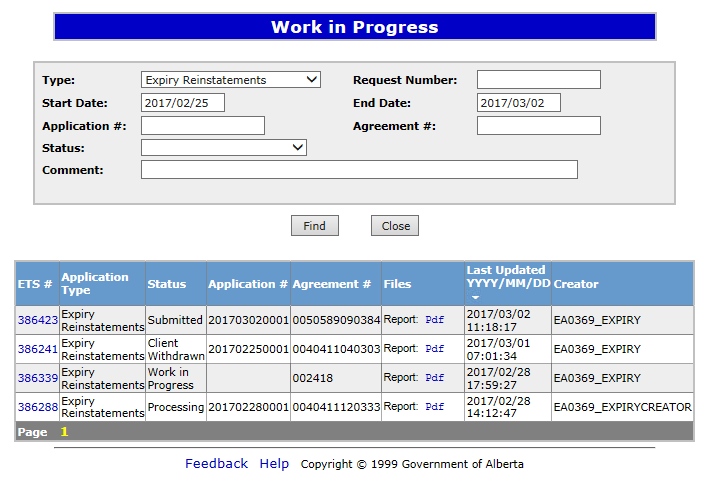 Work in Progress
Type: Expiry Reinstatements Request Number:
Start Date: 2017/02/25 End Date: 2017/03/02
Application #: Agreement #:
Status:
Comment:
Find Close
ETS # Application Type Status Application # Agreement # Files Last Updated YYYY/MM/DD Creator
386423 Expiry Reinstatements Submitted 201703020001 0050589090384 Report: Pdf 2017/03/02 11:18:17 EA0369_EXPIRY
386241 Expiry Reinstatements Client Withdrawn 201702250001 0040411040303 Report: Pdf 2017/03/01 07:01:34 EA0369_EXPIRY
386339 Expiry Reinstatements Work in Progress 002418 Report: Pdf 2017/02/28 17:59:27 EA0369_EXPIRY
386288 Expiry Reinstatements Processing 201702280001 0040411120333 Report: Pdf 2017/02/28 14:12:47 EA0369_EXPIRYCREATOR
Page 1
Feedback Help Copyright © 1999 Government of Alberta